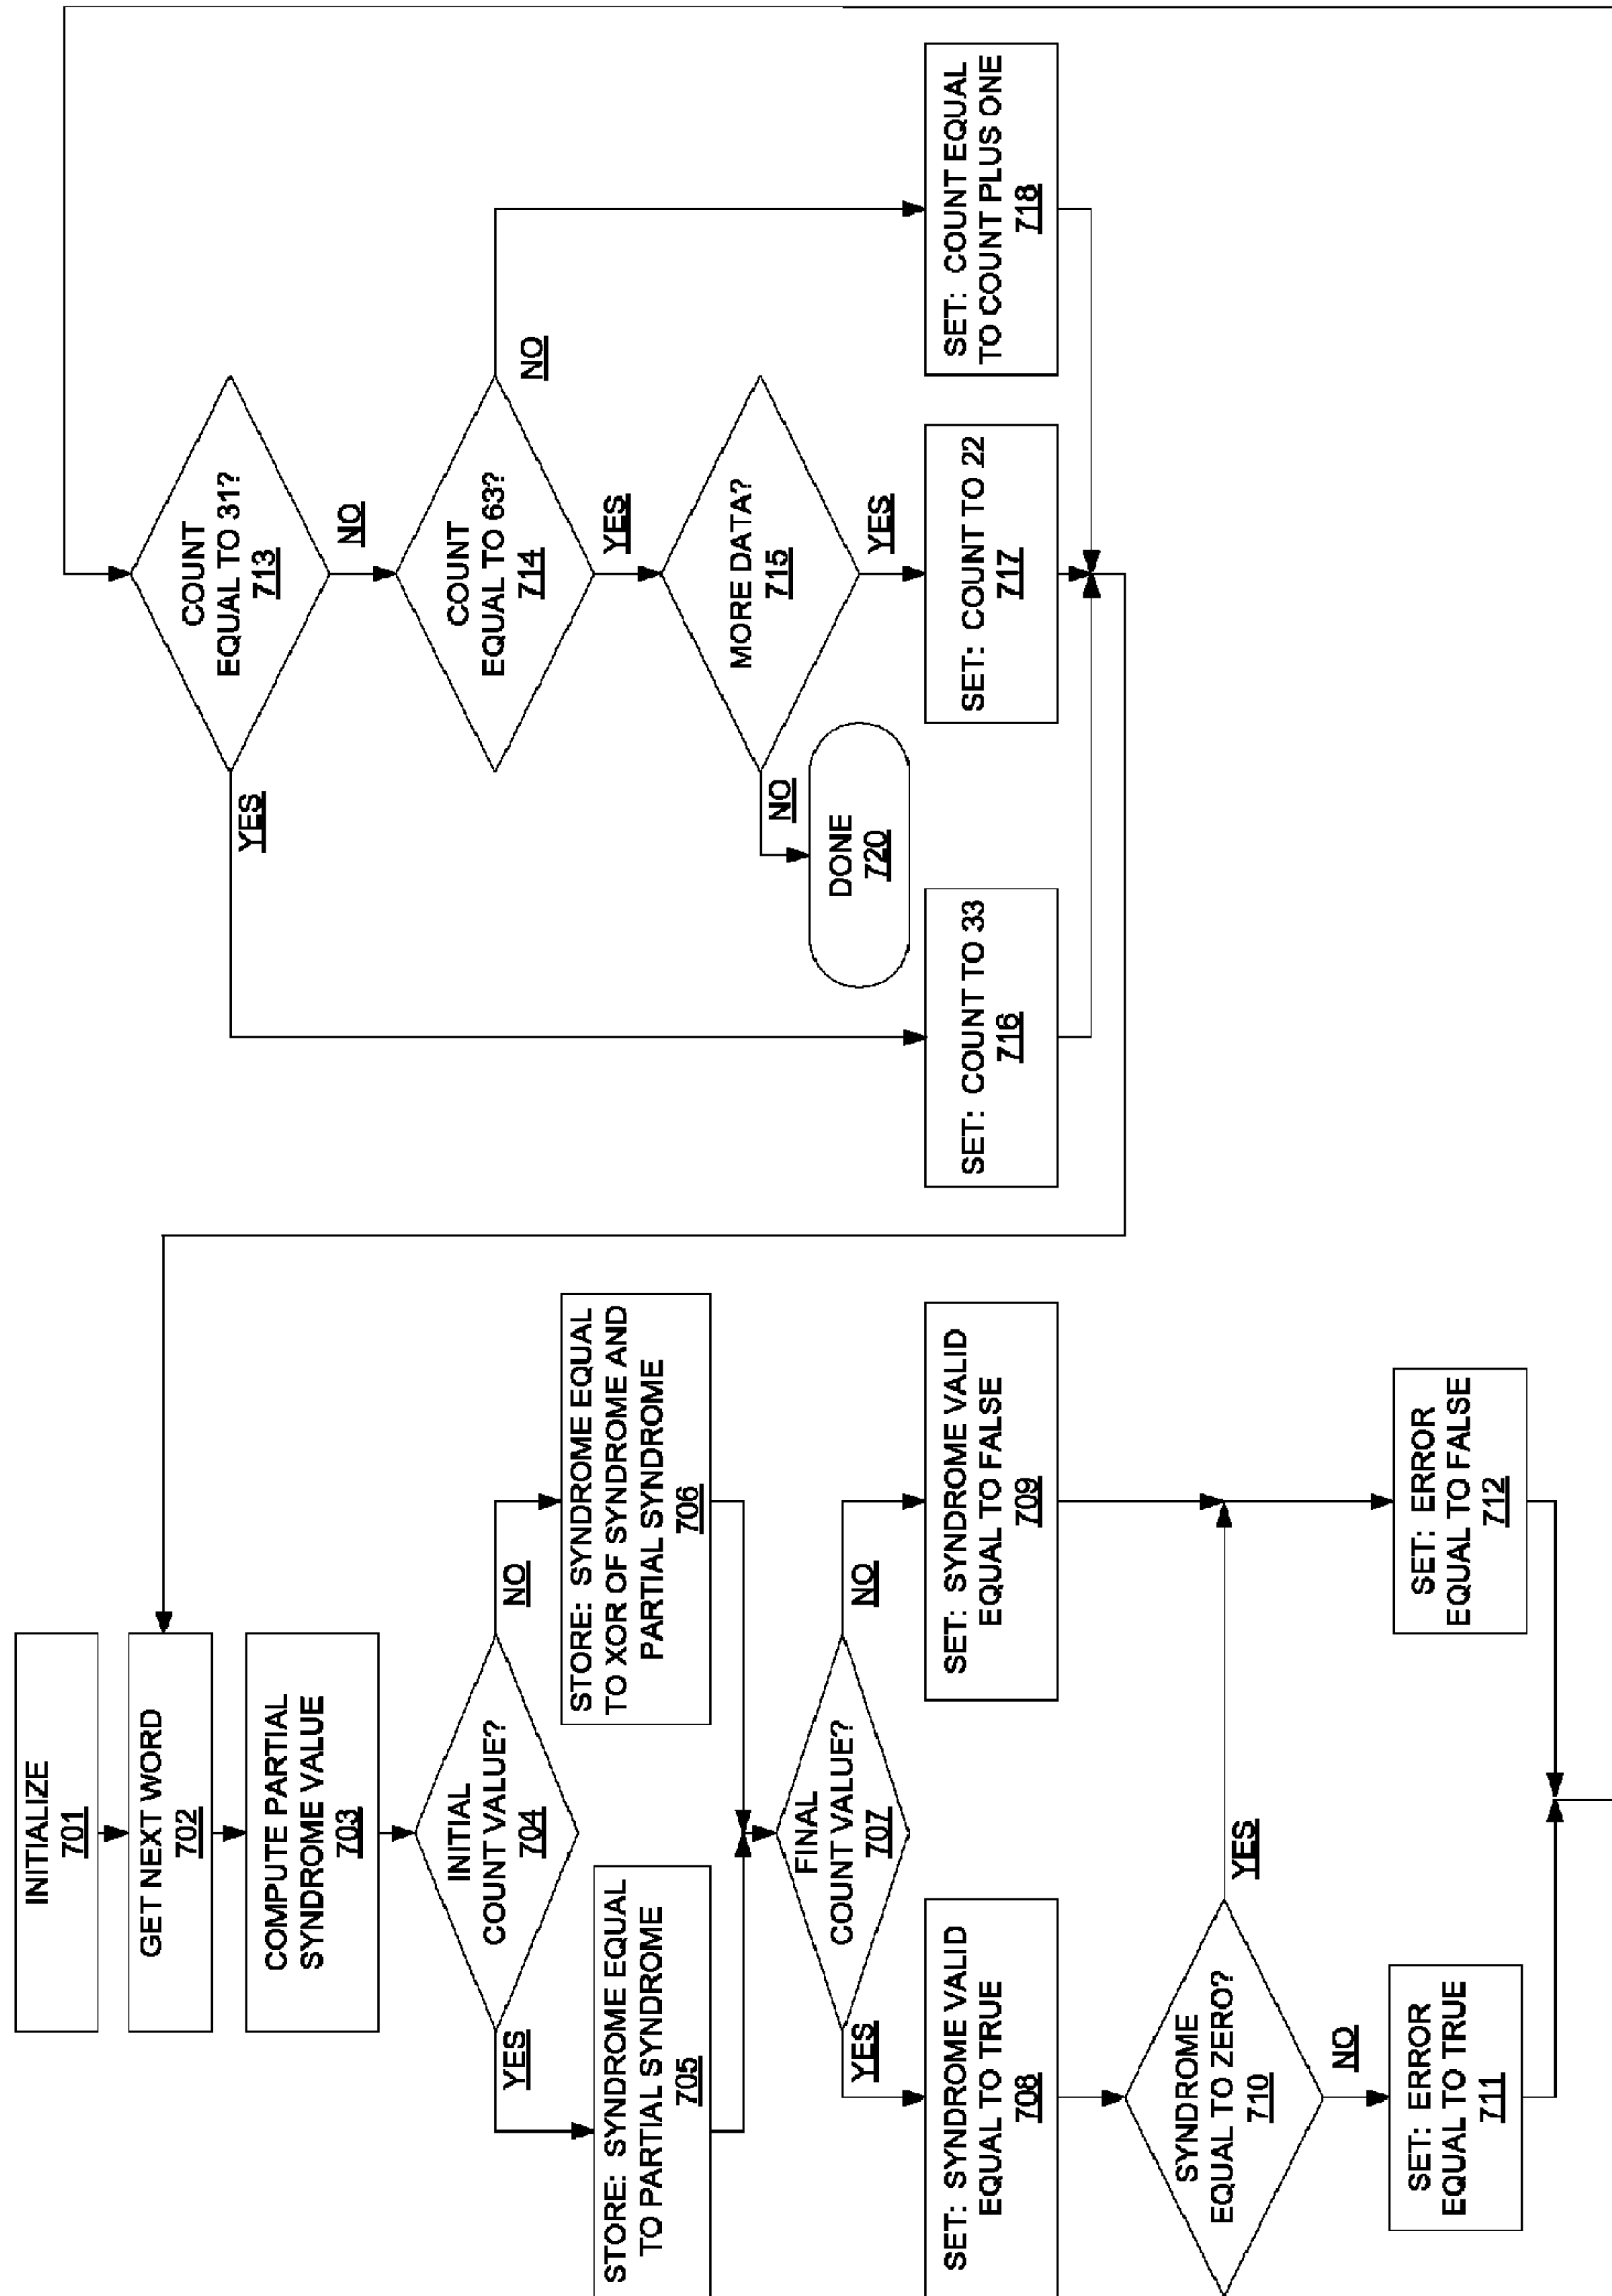 INITIALIZE
701
GET NEXT WORD
702
COMPUTE PARTIAL
SYNDROME VALUE
703
INITIAL
COUNT VALUE?
704
YES
NO
STORE: SYNDROME EQUAL
TO PARTIAL SYNDROME
705
STORE: SYNDROME EQUAL
TO XOR OF SYNDROME AND
PARTIAL SYNDROME
706
FINAL
COUNT VALUE?
707
YES
NO
SET: SYNDROME VALID
EQUAL TO TRUE
708
SET: SYNDROME VALID
EQUAL TO FALSE
709
SYNDROME
EQUAL TO ZERO?
710
YES
NO
SET: ERROR
EQUAL TO TRUE
711
SET: ERROR
EQUAL TO FALSE
712
COUNT
EQUAL TO 31?
713
YES
NO
COUNT
EQUAL TO 63?
714
NO
YES
MORE DATA?
715
NO
YES
DONE
720
SET: COUNT TO 33
716
SET: COUNT TO 22
717
SET: COUNT EQUAL
TO COUNT PLUS ONE
718